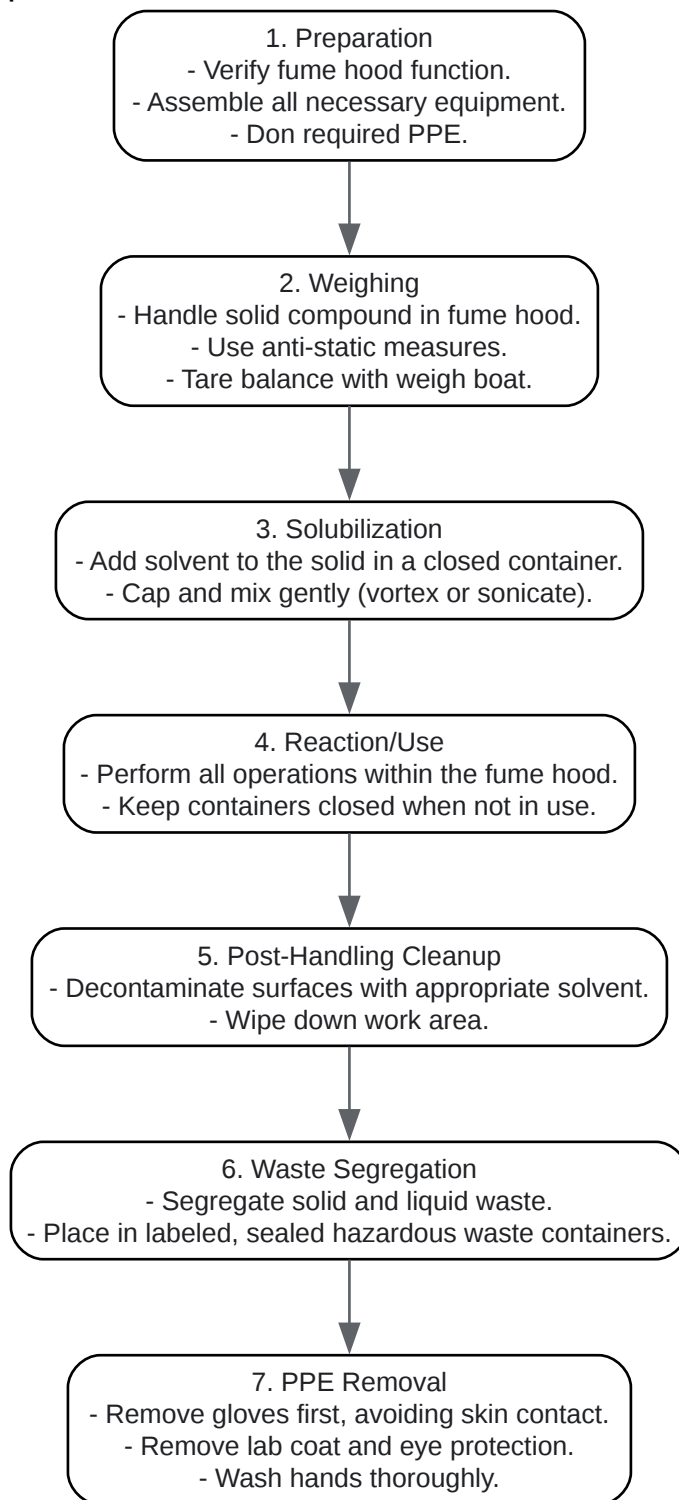 1. Preparation
- Verify fume hood function.
- Assemble all necessary equipment.
- Don required PPE.
2. Weighing
- Handle solid compound in fume hood.
- Use anti-static measures.
- Tare balance with weigh boat.
3. Solubilization
- Add solvent to the solid in a closed container.
- Cap and mix gently (vortex or sonicate).
4. Reaction/Use
- Perform all operations within the fume hood.
- Keep containers closed when not in use.
5. Post-Handling Cleanup
- Decontaminate surfaces with appropriate solvent.
- Wipe down work area.
6. Waste Segregation
- Segregate solid and liquid waste.
- Place in labeled, sealed hazardous waste containers.
7. PPE Removal
- Remove gloves first, avoiding skin contact.
- Remove lab coat and eye protection.
- Wash hands thoroughly.